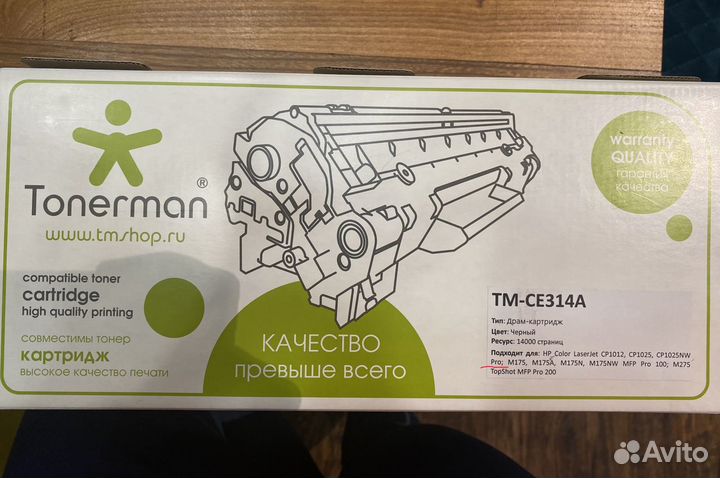 Tonerman®
www.tmshop.ru
compatible toner
cartridge
high quality printing
совместимы тонер
картридж
высокое качество печати
КАЧЕСТВО
превыше всего
warranty
QUALITY
гарантия
качества
TM-CE314A
Тип: Драм-картридж
Цвет: Черный
Ресурс: 14000 страниц
Подходит для: HP Color LaserJet CP1012, CP1025, CP1025NW
Pro; M175, M175A, M175N, M175NW MFP Pro 100; M275
TopShot MFP Pro 200
Avito